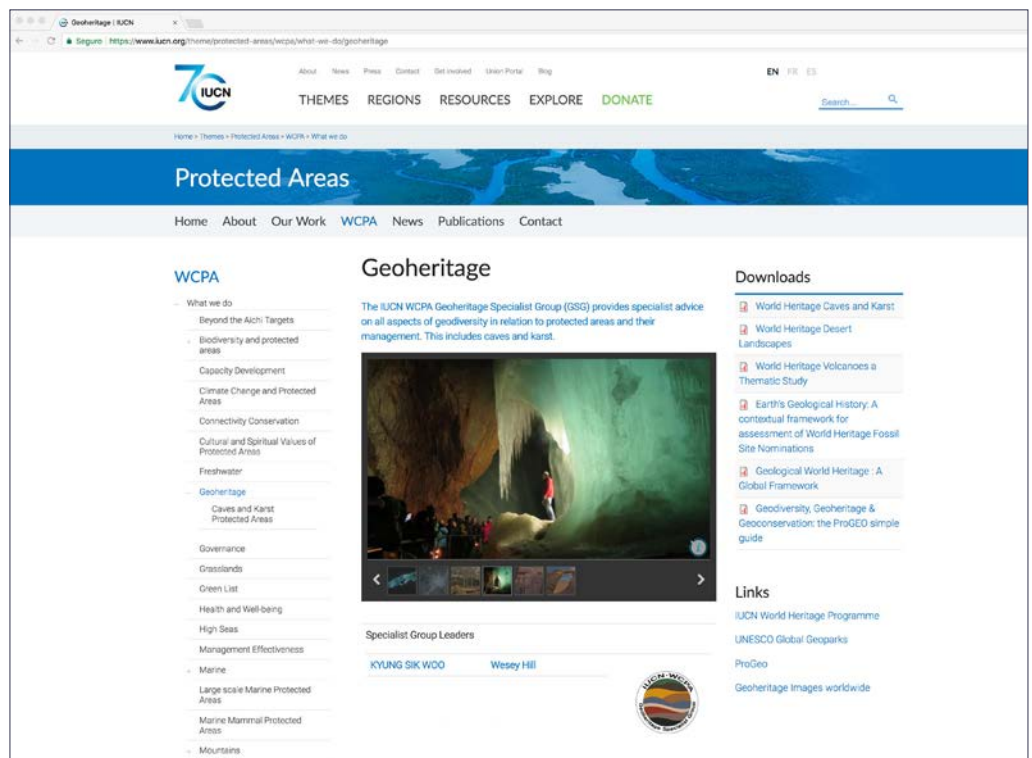 Geoheritage | IUCN
Seguro
https://www.iucn.org/theme/protected-areas/wcpa/what-we-do/geoheritage
70 IUCN
About News Press Contact Get involved Union Portal Blog
EN FR ES
THEMES REGIONS RESOURCES EXPLORE DONATE
Search...
Home > Themes > Protected Areas > WCPA > What we do
Protected Areas
Home About Our Work WCPA News Publications Contact
WCPA
What we do
Beyond the Aichi Targets
Biodiversity and protected
areas
Capacity Development
Climate Change and Protected
Areas
Connectivity Conservation
Cultural and Spiritual Values of
Protected Areas
Freshwater
Geoheritage
Caves and Karst
Protected Areas
Governance
Grasslands
Green List
Health and Well-being
High Seas
Management Effectiveness
Marine
Large scale Marine Protected
Areas
Marine Mammal Protected
Areas
Mountains
Geoheritage
The IUCN WCPA Geoheritage Specialist Group (GSG) provides specialist advice
on all aspects of geodiversity in relation to protected areas and their
management. This includes caves and karst.
Specialist Group Leaders
KYUNG SIK WOO Wesey Hill
IUCN-WCPA
Geoheritage Specialist Group
Downloads
World Heritage Caves and Karst
World Heritage Desert
Landscapes
World Heritage Volcanoes a
Thematic Study
Earth's Geological History: A
contextual framework for
assessment of World Heritage Fossil
Site Nominations
Geological World Heritage : A
Global Framework
Geodiversity, Geoheritage &
Geoconservation: the ProGEO simple
guide
Links
IUCN World Heritage Programme
UNESCO Global Geoparks
ProGeo
Geoheritage Images worldwide